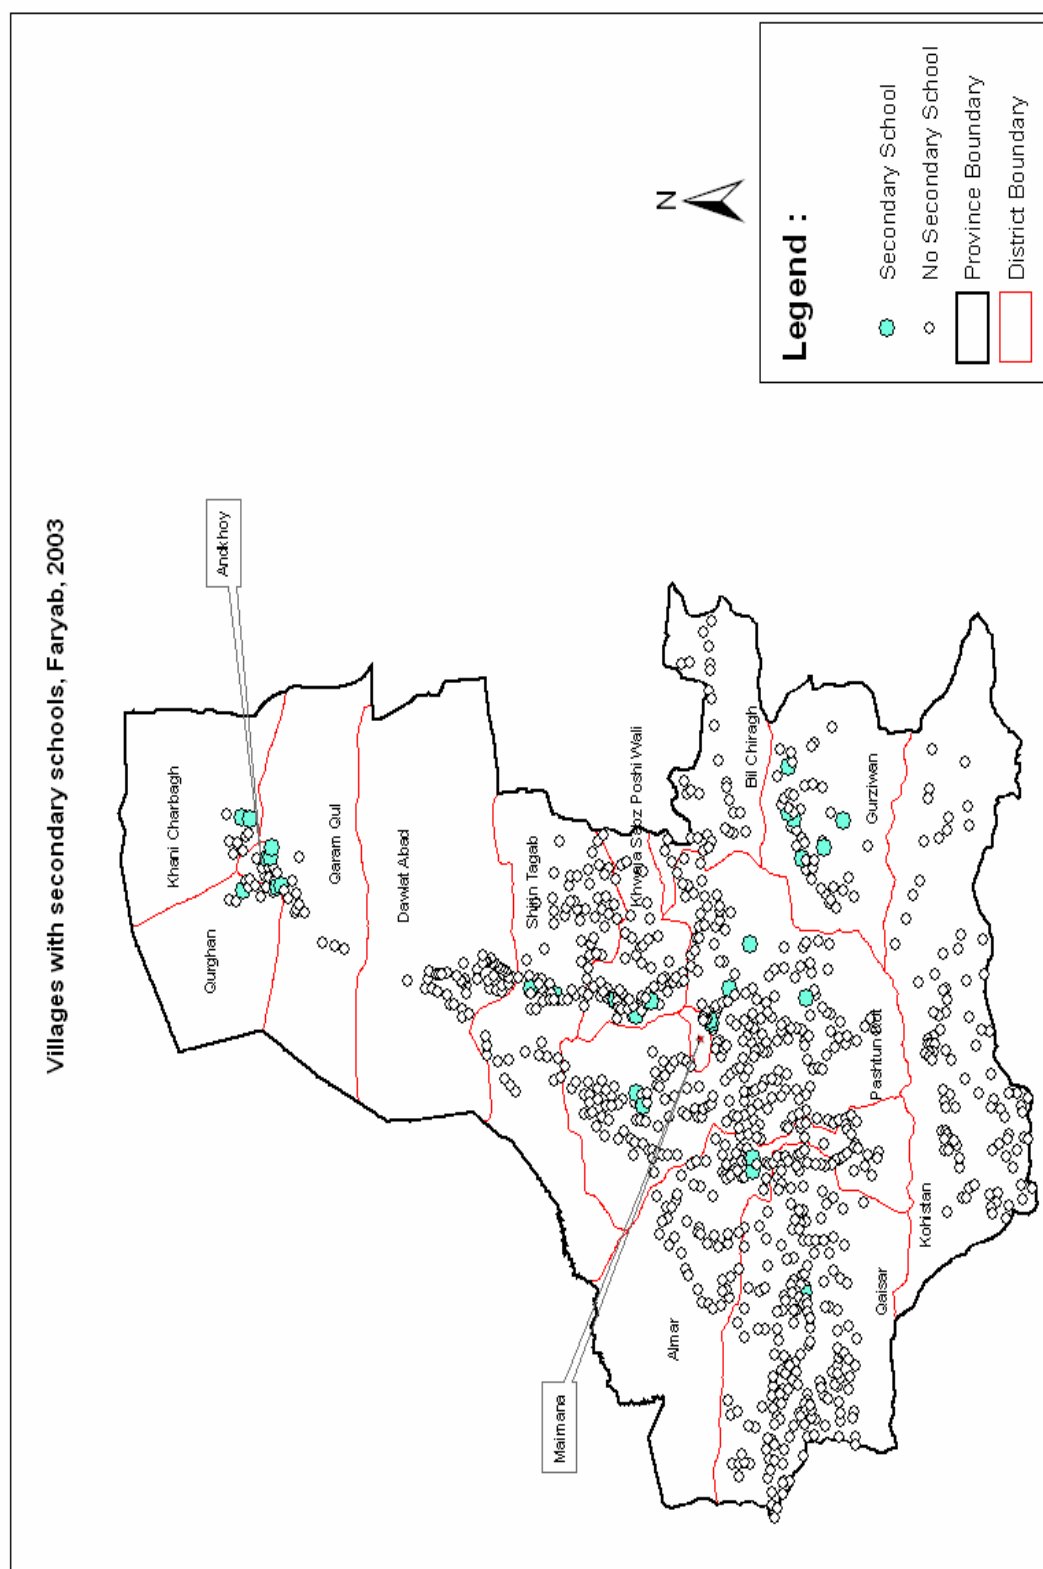 Villages with secondary schools, Faryab, 2003
Andkhoy
Khani Charbagh
Qurghan
Qaram Qul
Dawlat Abad
Shirin Tagab
Khwaja Sabz Poshi Wali
Bil Chiragh
Gurziwan
Pashtun Kot
Maimana
Almar
Qaisar
Kohistan
N
Legend :
Secondary School
No Secondary School
Province Boundary
District Boundary